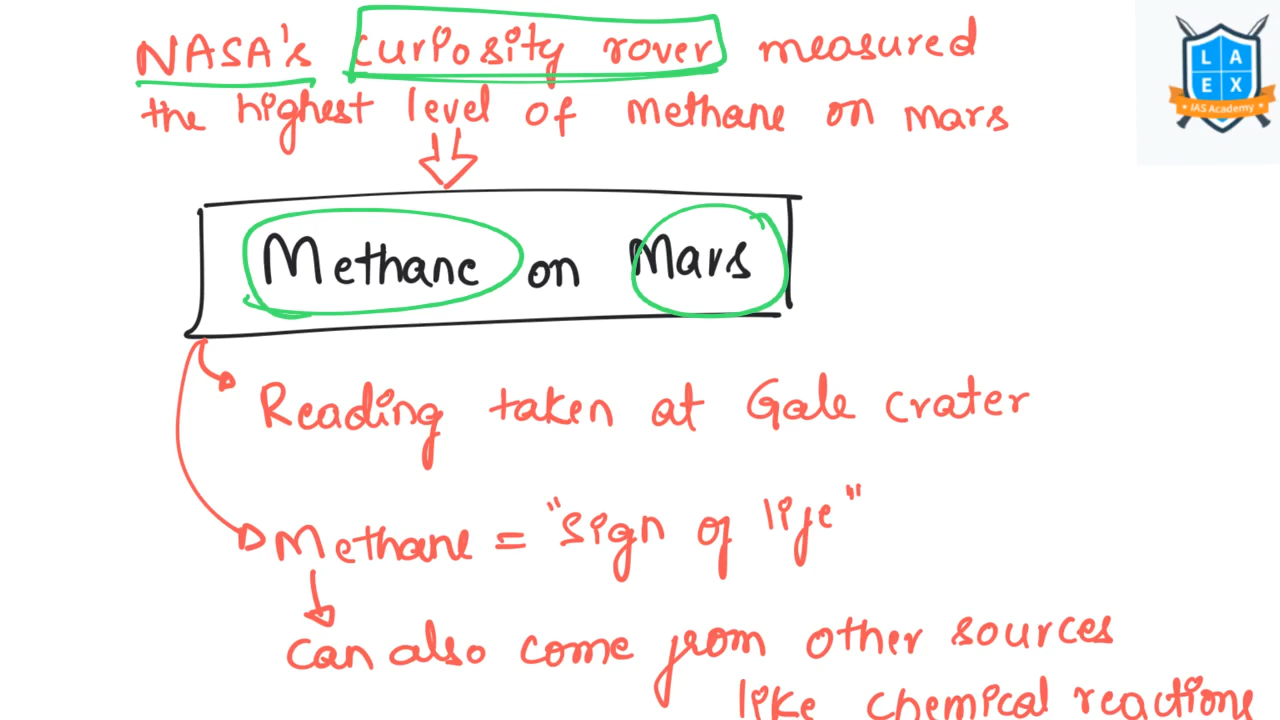 NASA's curiosity rover measured
the highest level of methane on mars
Methane on Mars
Reading taken at Gale crater
Methane = "sign of life"
can also come from other sources
like chemical reactions
L A
E X
IAS Academy